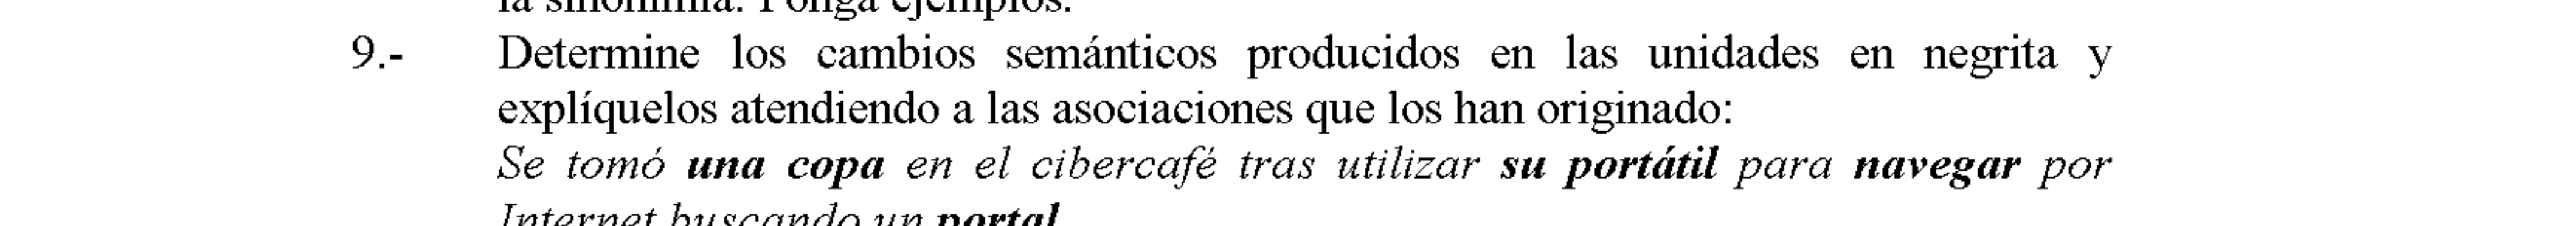 la sinonimia. Ponga ejemplos.
9.- Determine los cambios semánticos producidos en las unidades en negrita y
explíquelos atendiendo a las asociaciones que los han originado:
Se tomó una copa en el cibercafé tras utilizar su portátil para navegar por
Internet buscando un portal